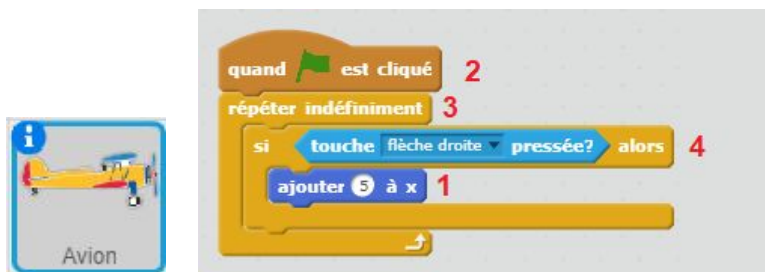 quand est cliqué 2
répéter indéfiniment 3
si touche flèche droite pressée? alors 4
ajouter 5 à x 1
i
Avion